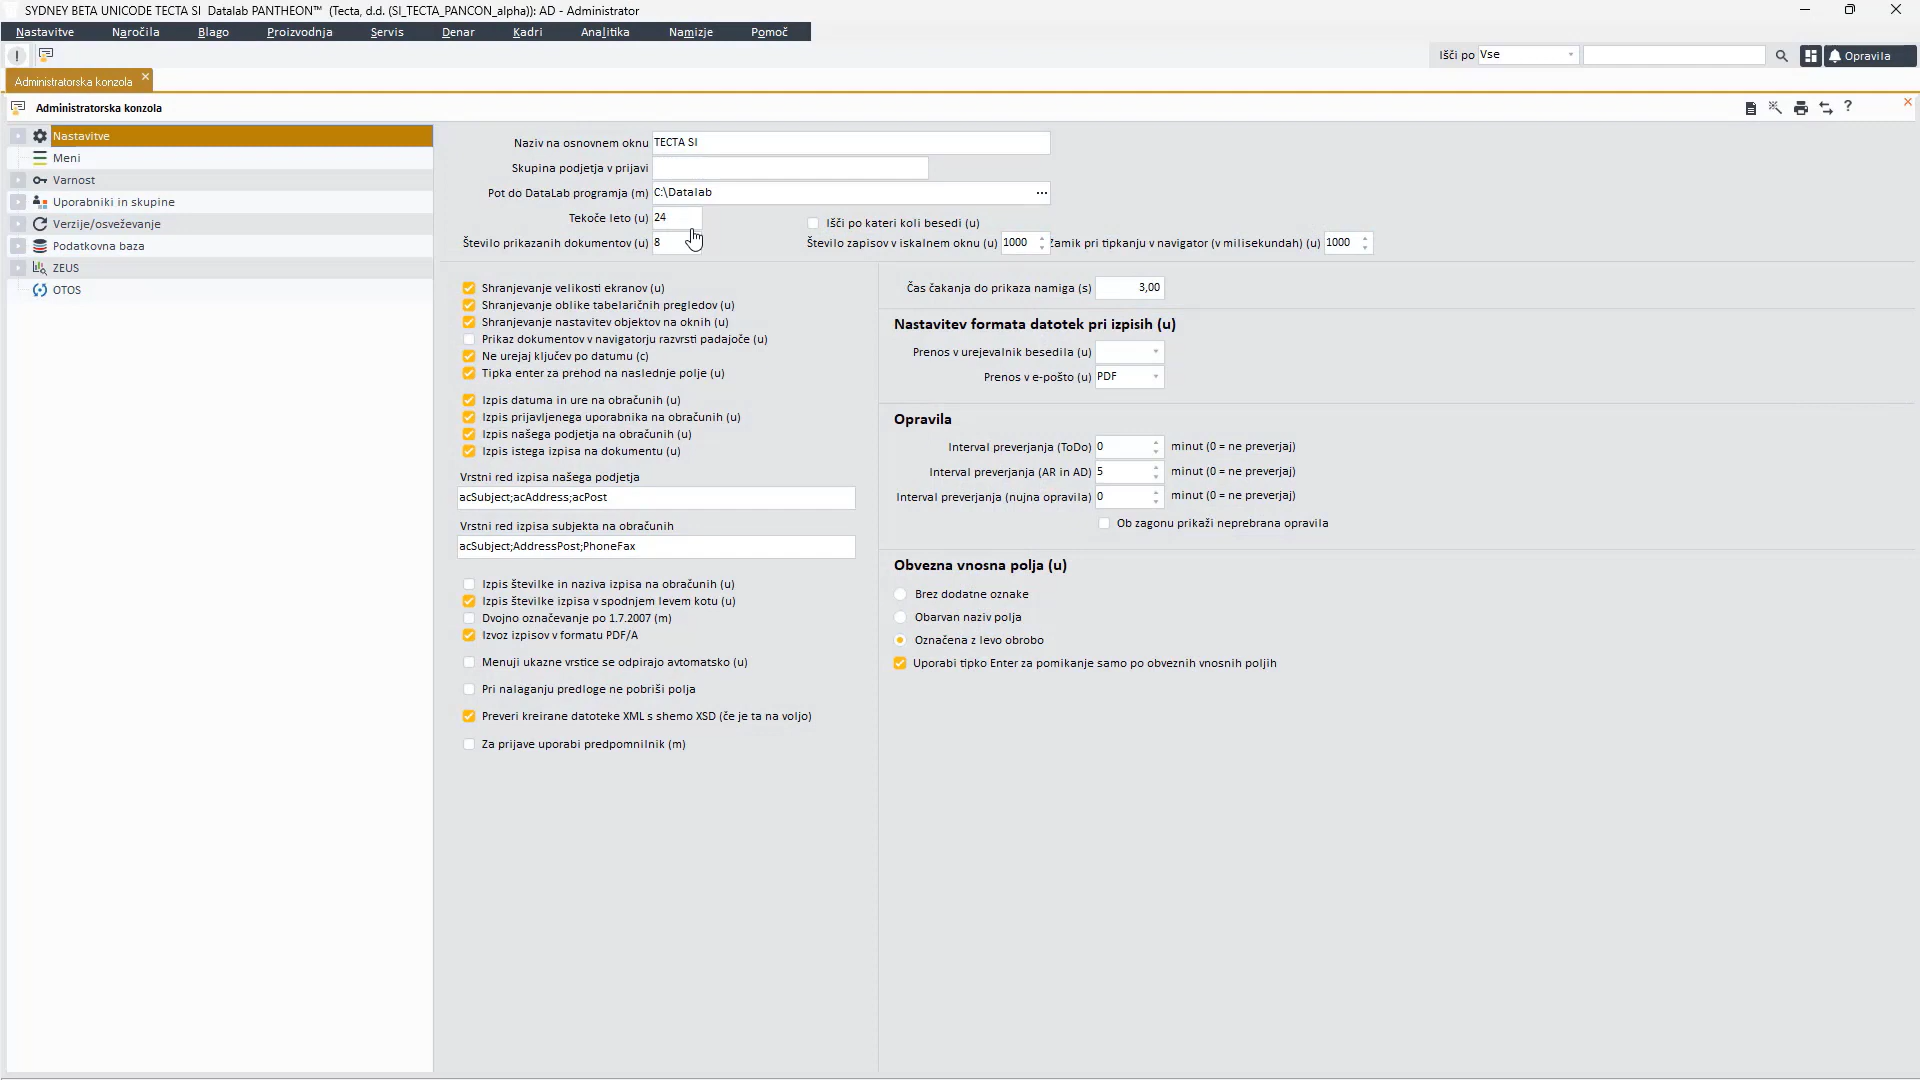 SYDNEY BETA UNICODE TECTA SI Datalab PANTHEON™ (Tecta, d.d. (SI_TECTA_PANCON_alpha)): AD - Administrator
Nastavitve Naročila Blago Proizvodnja Servis Denar Kadri Analitika Namizje Pomoč
Išči po Vse Opravila
Administratorska konzola
Administratorska konzola
Nastavitve
Meni
Varnost
Uporabniki in skupine
Verzije/osveževanje
Podatkovna baza
ZEUS
OTOS
Naziv na osnovnem oknu TECTA SI
Skupina podjetja v prijavi
Pot do DataLab programja (m) C:\Datalab ...
Tekoče leto (u) 24 Išči po kateri koli besedi (u)
Število prikazanih dokumentov (u) 8 Število zapisov v iskalnem oknu (u) 1000 Zamik pri tipkanju v navigator (v milisekundah) (u) 1000
Shranjevanje velikosti ekranov (u)
Shranjevanje oblike tabelaričnih pregledov (u)
Shranjevanje nastavitev objektov na oknih (u)
Prikaz dokumentov v navigatorju razvrsti padajoče (u)
Ne urejaj ključev po datumu (c)
Tipka enter za prehod na naslednje polje (u)
Izpis datuma in ure na obračunih (u)
Izpis prijavljenega uporabnika na obračunih (u)
Izpis našega podjetja na obračunih (u)
Izpis istega izpisa na dokumentu (u)
Vrstni red izpisa našega podjetja
acSubject;acAddress;acPost
Vrstni red izpisa subjekta na obračunih
acSubject;AddressPost;PhoneFax
Izpis številke in naziva izpisa na obračunih (u)
Izpis številke izpisa v spodnjem levem kotu (u)
Dvojno označevanje po 1.7.2007 (m)
Izvoz izpisov v formatu PDF/A
Menuji ukazne vrstice se odpirajo avtomatsko (u)
Pri nalaganju predloge ne pobriši polja
Preveri kreirane datoteke XML s shemo XSD (če je ta na voljo)
Za prijave uporabi predpomnilnik (m)
Čas čakanja do prikaza namiga (s) 3,00
Nastavitev formata datotek pri izpisih (u)
Prenos v urejevalnik besedila (u)
Prenos v e-pošto (u) PDF
Opravila
Interval preverjanja (ToDo) 0 minut (0 = ne preverjaj)
Interval preverjanja (AR in AD) 5 minut (0 = ne preverjaj)
Interval preverjanja (nujna opravila) 0 minut (0 = ne preverjaj)
Ob zagonu prikaži neprebrana opravila
Obvezna vnosna polja (u)
Brez dodatne oznake
Obarvan naziv polja
Označena z levo obrobo
Uporabi tipko Enter za pomikanje samo po obveznih vnosnih poljih